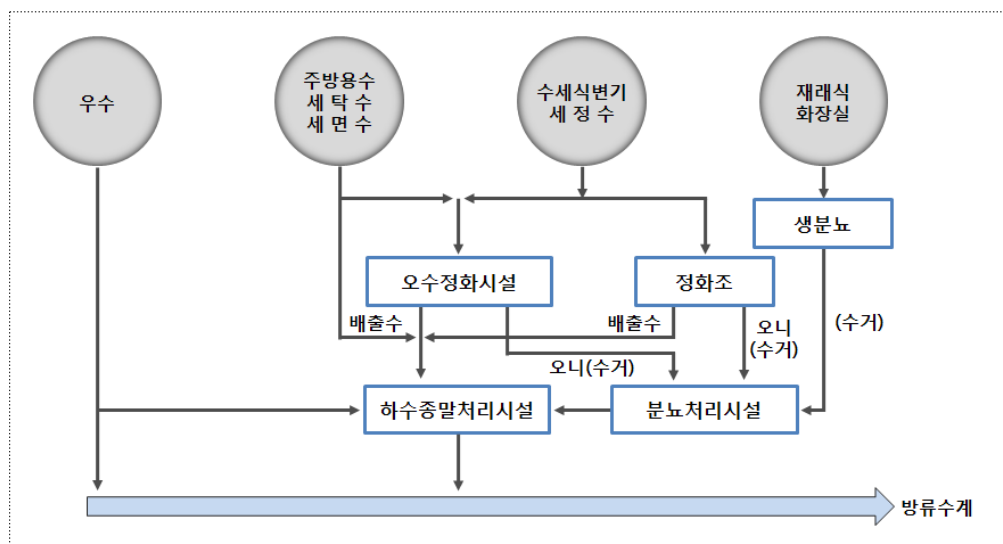 우수
주방용수
세 탁 수
세 면 수
수세식변기
세 정 수
재래식
화장실
생분뇨
오수정화시설
정화조
배출수
배출수
오니
(수거)
(수거)
오니(수거)
하수종말처리시설
분뇨처리시설
방류수계